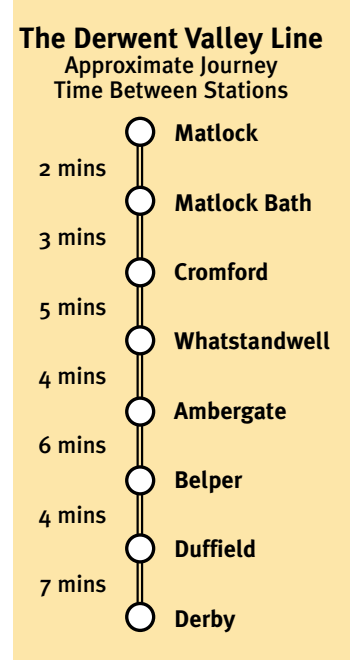 The Derwent Valley Line
Approximate Journey
Time Between Stations
Matlock
2 mins
Matlock Bath
3 mins
Cromford
5 mins
Whatstandwell
4 mins
Ambergate
6 mins
Belper
4 mins
Duffield
7 mins
Derby